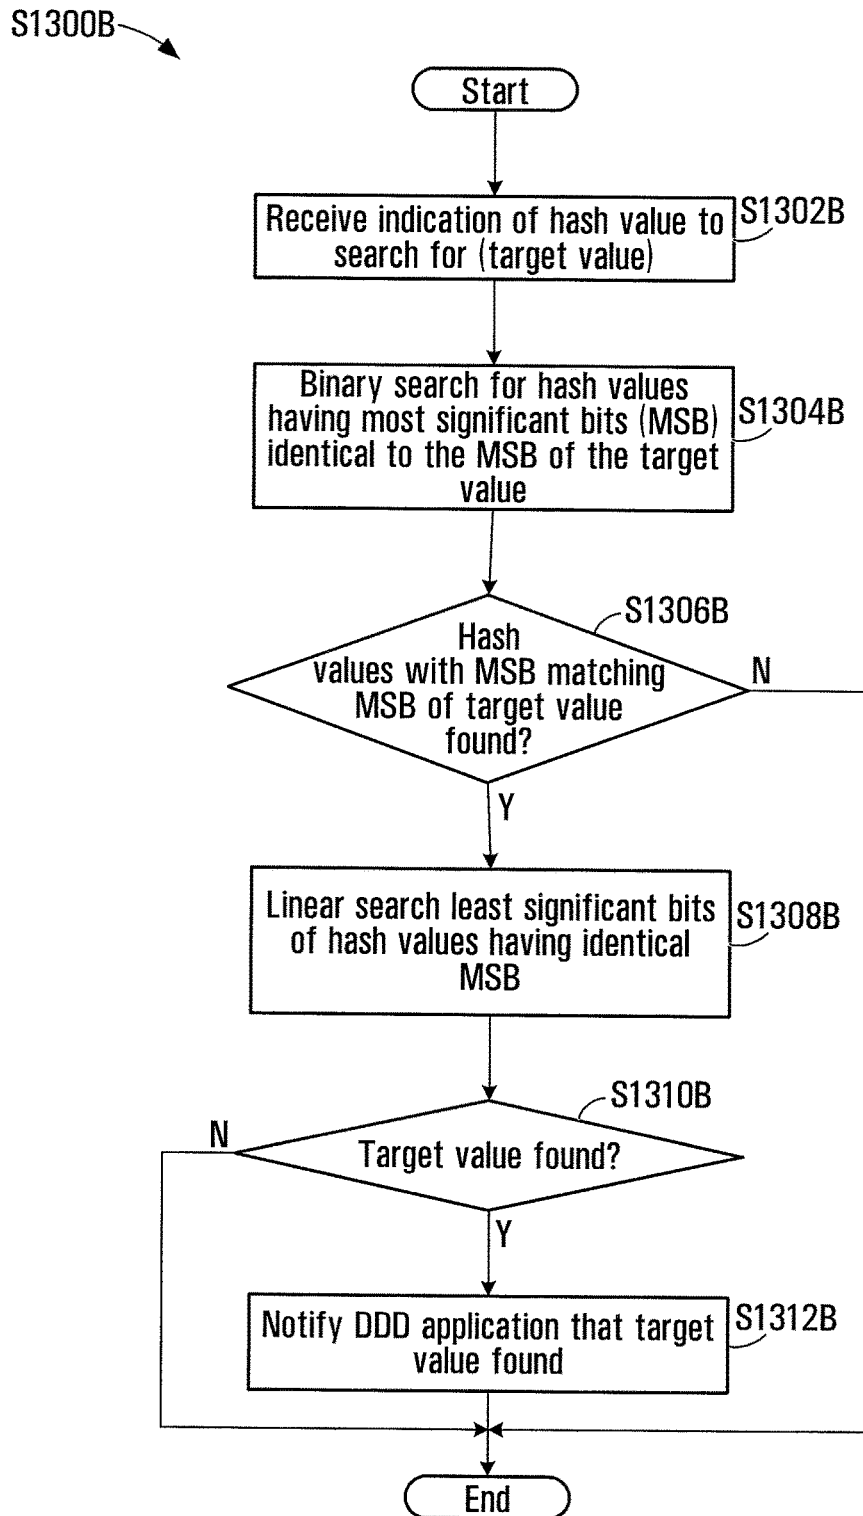 S1300B
Start
Receive indication of hash value to
search for (target value)
S1302B
Binary search for hash values
having most significant bits (MSB)
identical to the MSB of the target
value
S1304B
S1306B
Hash
values with MSB matching
MSB of target value
found?
N
Y
Linear search least significant bits
of hash values having identical
MSB
S1308B
S1310B
N
Target value found?
Y
Notify DDD application that target
value found
S1312B
End